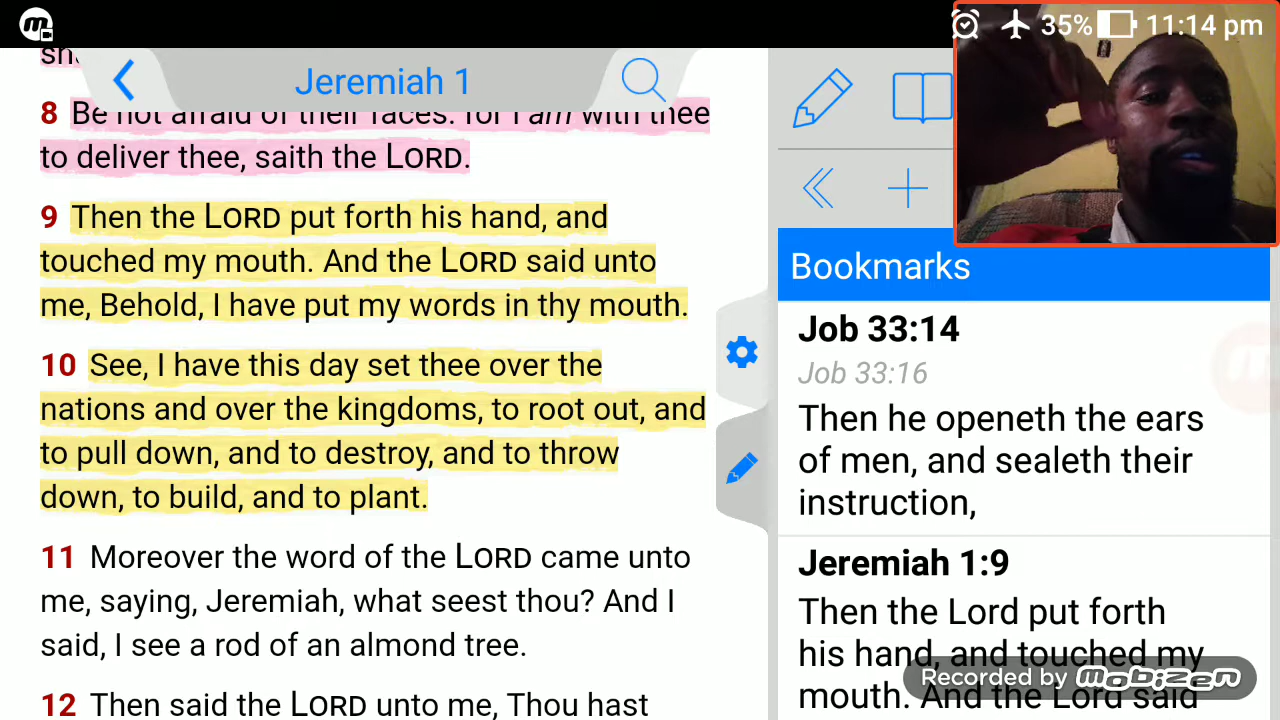 35% 11:14 pm
Jeremiah 1
8 Be not afraid of their faces: for I am with thee
to deliver thee, saith the LORD.
9 Then the LORD put forth his hand, and
touched my mouth. And the LORD said unto
me, Behold, I have put my words in thy mouth.
10 See, I have this day set thee over the
nations and over the kingdoms, to root out, and
to pull down, and to destroy, and to throw
down, to build, and to plant.
11 Moreover the word of the LORD came unto
me, saying, Jeremiah, what seest thou? And I
said, I see a rod of an almond tree.
12 Then said the LORD unto me, Thou hast
Bookmarks
Job 33:14
Job 33:16
Then he openeth the ears
of men, and sealeth their
instruction,
Jeremiah 1:9
Then the Lord put forth
his hand, and touched my
mouth. And the Lord said
Recorded by mobizen